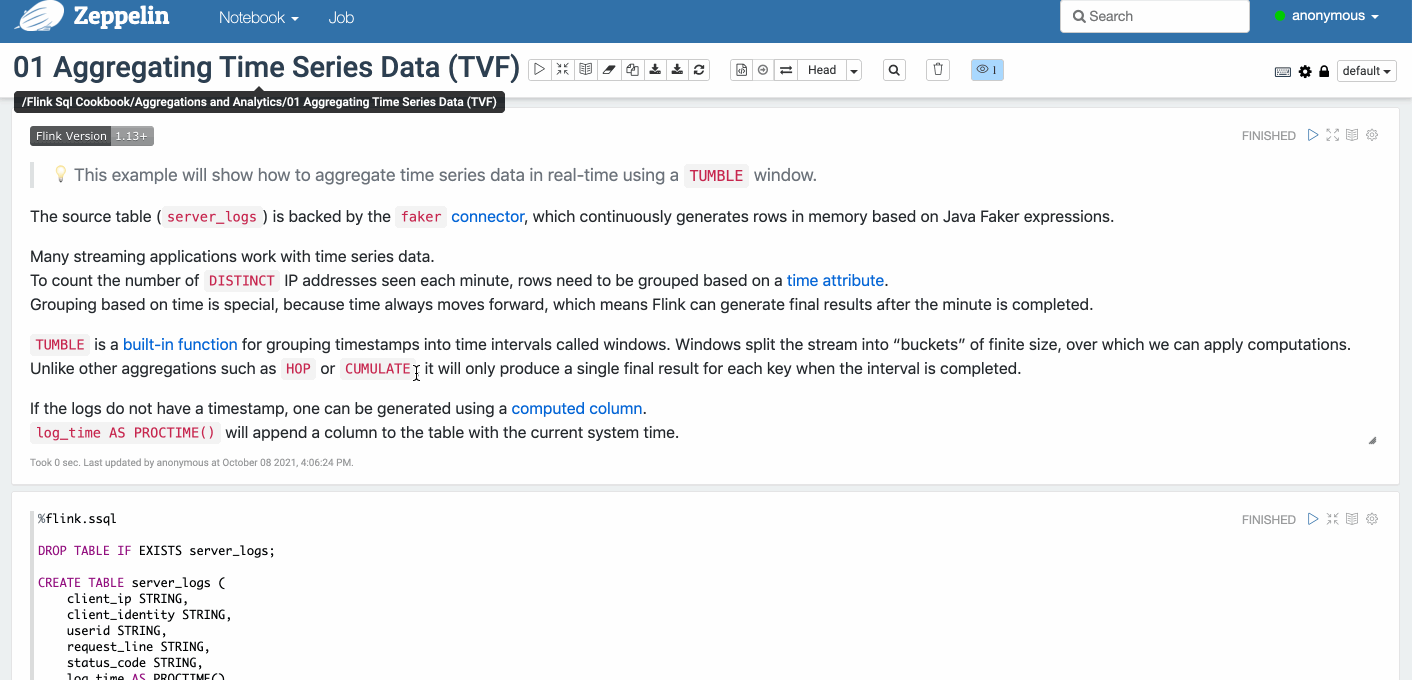 Zeppelin Notebook Job Search anonymous
01 Aggregating Time Series Data (TVF) Head 1 default
/Flink Sql Cookbook/Aggregations and Analytics/01 Aggregating Time Series Data (TVF)
Flink Version 1.13+ FINISHED
This example will show how to aggregate time series data in real-time using a TUMBLE window.
The source table ( server_logs ) is backed by the faker connector, which continuously generates rows in memory based on Java Faker expressions.
Many streaming applications work with time series data.
To count the number of DISTINCT IP addresses seen each minute, rows need to be grouped based on a time attribute.
Grouping based on time is special, because time always moves forward, which means Flink can generate final results after the minute is completed.
TUMBLE is a built-in function for grouping timestamps into time intervals called windows. Windows split the stream into “buckets” of finite size, over which we can apply computations.
Unlike other aggregations such as HOP or CUMULATE it will only produce a single final result for each key when the interval is completed.
If the logs do not have a timestamp, one can be generated using a computed column.
log_time AS PROCTIME() will append a column to the table with the current system time.
Took 0 sec. Last updated by anonymous at October 08 2021, 4:06:24 PM.
%flink.ssql FINISHED
DROP TABLE IF EXISTS server_logs;
CREATE TABLE server_logs (
client_ip STRING,
client_identity STRING,
userid STRING,
request_line STRING,
status_code STRING,
log_time AS PROCTIME()